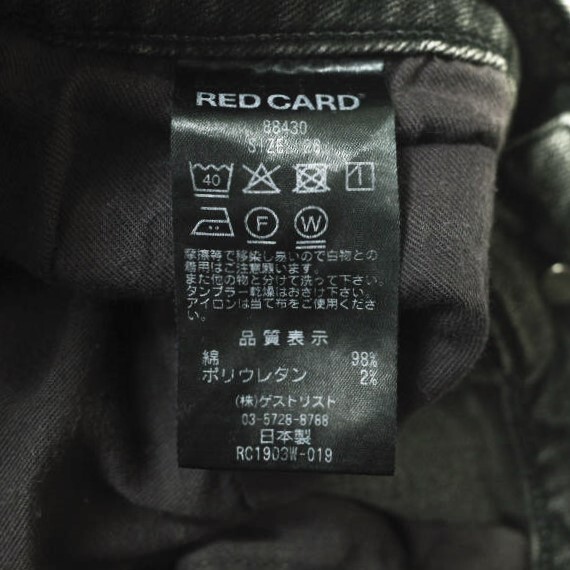 RED CARD
88430
SIZE 26
40
F
W
摩擦等で移染し易いので白物との
着用はご注意願います。
また他の物と分けて洗って下さい。
タンブラー乾燥はおさけ下さい。
アイロンは当て布をご使用くださ
い。
品質表示
綿 98%
ポリウレタン 2%
(株)ゲストリスト
03-5728-8788
日本製
RC1903W-019